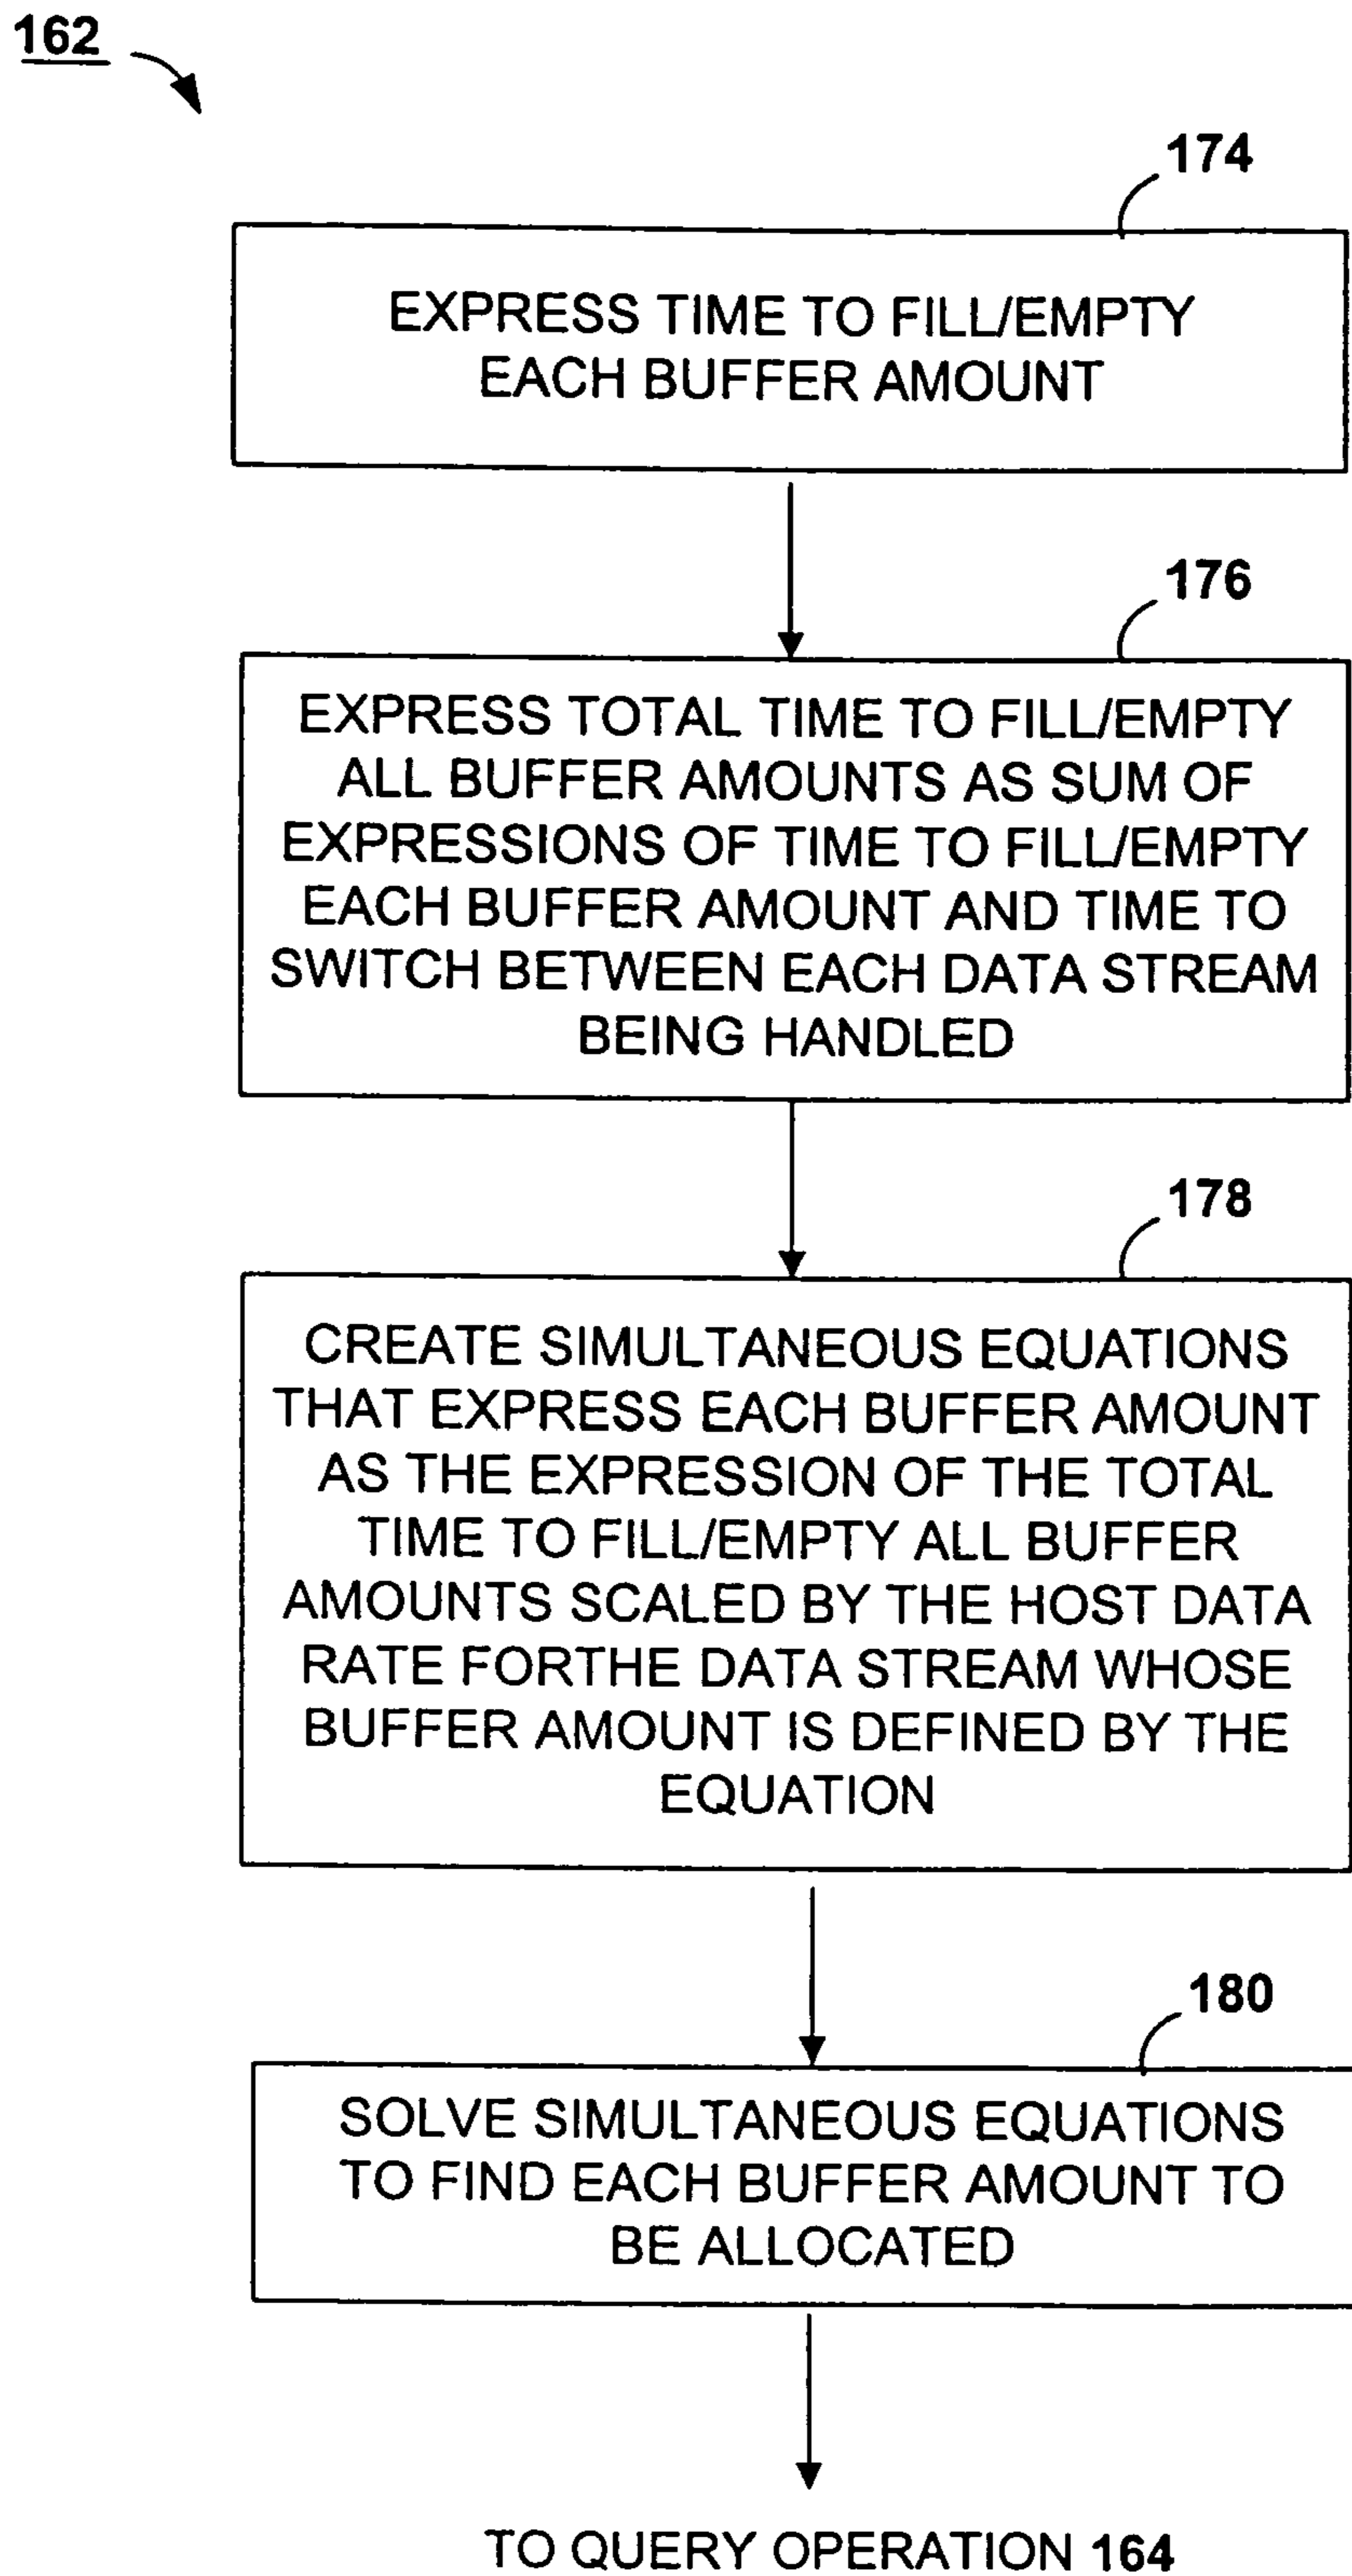 162
174
EXPRESS TIME TO FILL/EMPTY
EACH BUFFER AMOUNT
176
EXPRESS TOTAL TIME TO FILL/EMPTY
ALL BUFFER AMOUNTS AS SUM OF
EXPRESSIONS OF TIME TO FILL/EMPTY
EACH BUFFER AMOUNT AND TIME TO
SWITCH BETWEEN EACH DATA STREAM
BEING HANDLED
178
CREATE SIMULTANEOUS EQUATIONS
THAT EXPRESS EACH BUFFER AMOUNT
AS THE EXPRESSION OF THE TOTAL
TIME TO FILL/EMPTY ALL BUFFER
AMOUNTS SCALED BY THE HOST DATA
RATE FORTHE DATA STREAM WHOSE
BUFFER AMOUNT IS DEFINED BY THE
EQUATION
180
SOLVE SIMULTANEOUS EQUATIONS
TO FIND EACH BUFFER AMOUNT TO
BE ALLOCATED
TO QUERY OPERATION 164